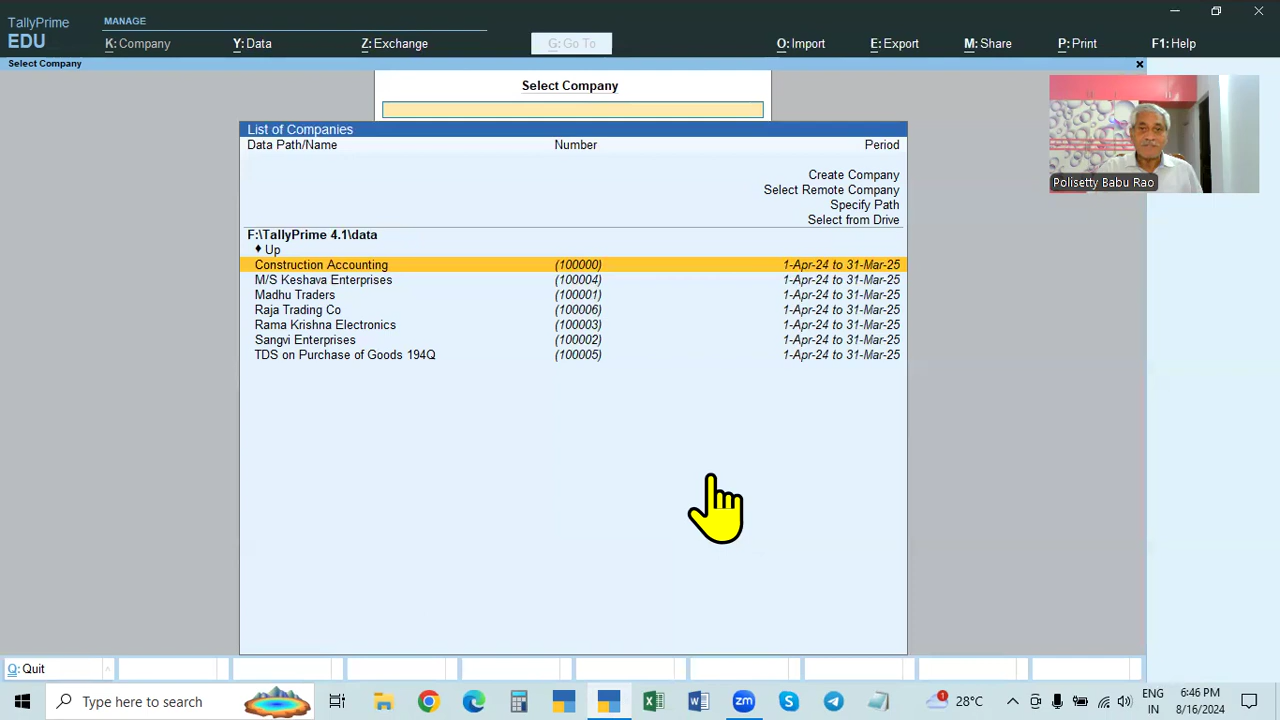 TallyPrime
EDU
MANAGE
K: Company
Y: Data
Z: Exchange
G: Go To
O: Import
E: Export
M: Share
P: Print
F1: Help
Select Company
Select Company
List of Companies
Data Path/Name Number Period
Create Company
Select Remote Company
Specify Path
Select from Drive
F:\TallyPrime 4.1\data
♦ Up
Construction Accounting (100000) 1-Apr-24 to 31-Mar-25
M/S Keshava Enterprises (100004) 1-Apr-24 to 31-Mar-25
Madhu Traders (100001) 1-Apr-24 to 31-Mar-25
Raja Trading Co (100006) 1-Apr-24 to 31-Mar-25
Rama Krishna Electronics (100003) 1-Apr-24 to 31-Mar-25
Sangvi Enterprises (100002) 1-Apr-24 to 31-Mar-25
TDS on Purchase of Goods 194Q (100005) 1-Apr-24 to 31-Mar-25
Polisetty Babu Rao
Q: Quit
Type here to search
zm
1
28°C
ENG
IN
6:46 PM
8/16/2024